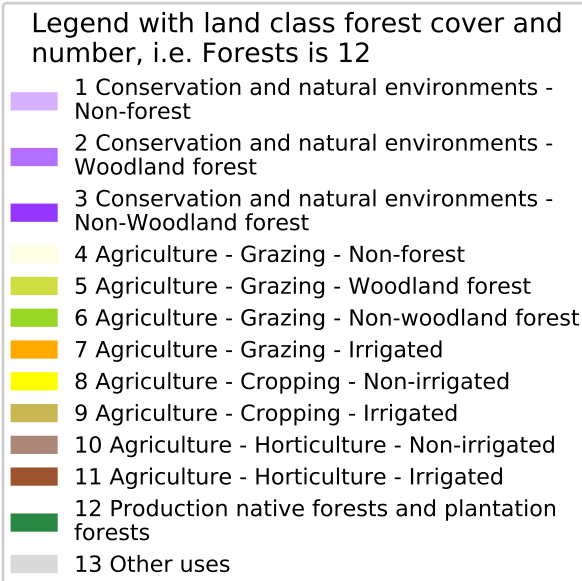 Legend with land class forest cover and
number, i.e. Forests is 12
1 Conservation and natural environments -
Non-forest
2 Conservation and natural environments -
Woodland forest
3 Conservation and natural environments -
Non-Woodland forest
4 Agriculture - Grazing - Non-forest
5 Agriculture - Grazing - Woodland forest
6 Agriculture - Grazing - Non-woodland forest
7 Agriculture - Grazing - Irrigated
8 Agriculture - Cropping - Non-irrigated
9 Agriculture - Cropping - Irrigated
10 Agriculture - Horticulture - Non-irrigated
11 Agriculture - Horticulture - Irrigated
12 Production native forests and plantation
forests
13 Other uses